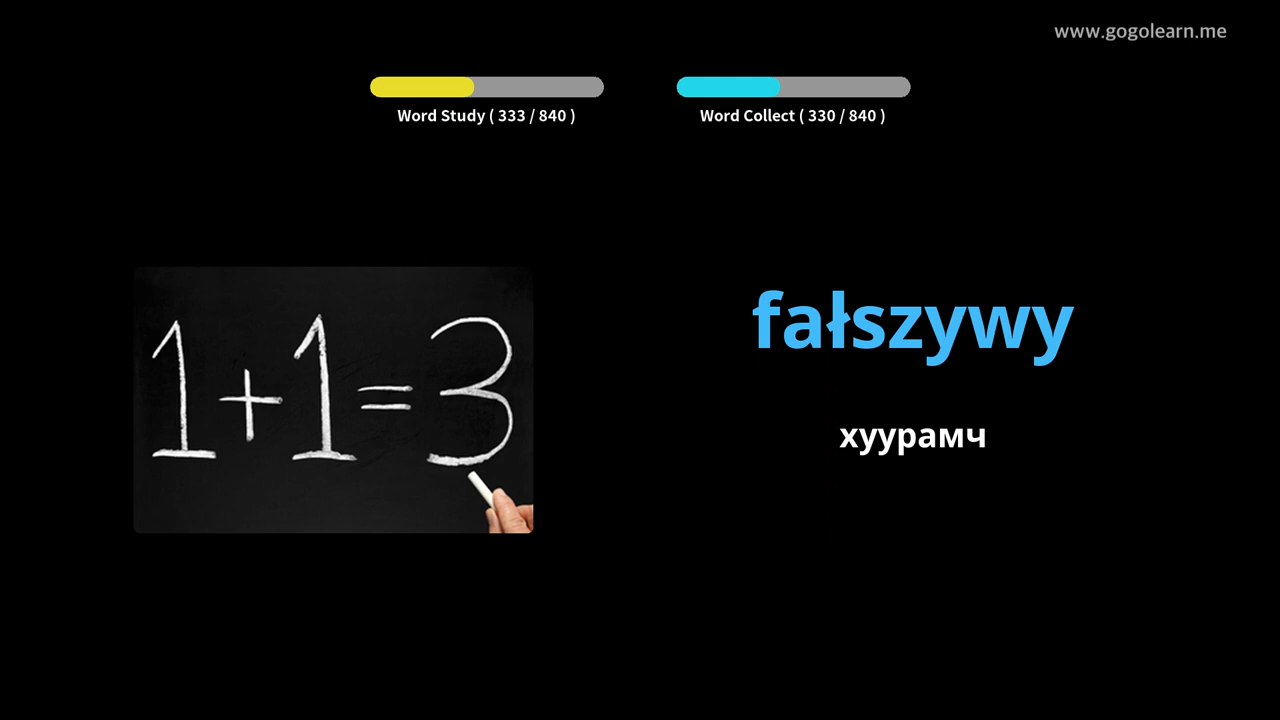 www.gogolearn.me
Word Study ( 333 / 840 )
Word Collect ( 330 / 840 )
1+1=3
fałszywy
хуурамч